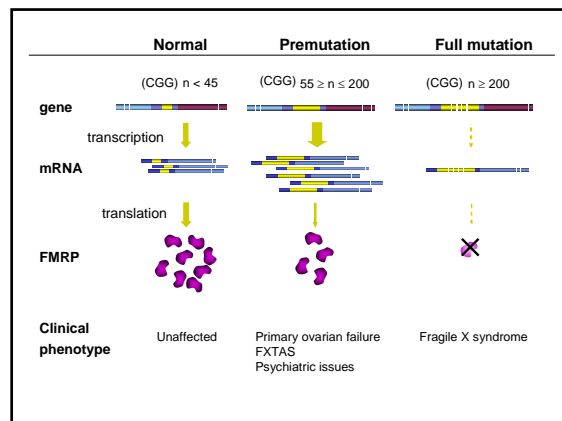 Normal Premutation Full mutation
(CGG) n < 45 (CGG) 55 ≥ n ≤ 200 (CGG) n ≥ 200
gene
transcription
mRNA
translation
FMRP
Clinical phenotype
Unaffected
Primary ovarian failure
FXTAS
Psychiatric issues
Fragile X syndrome